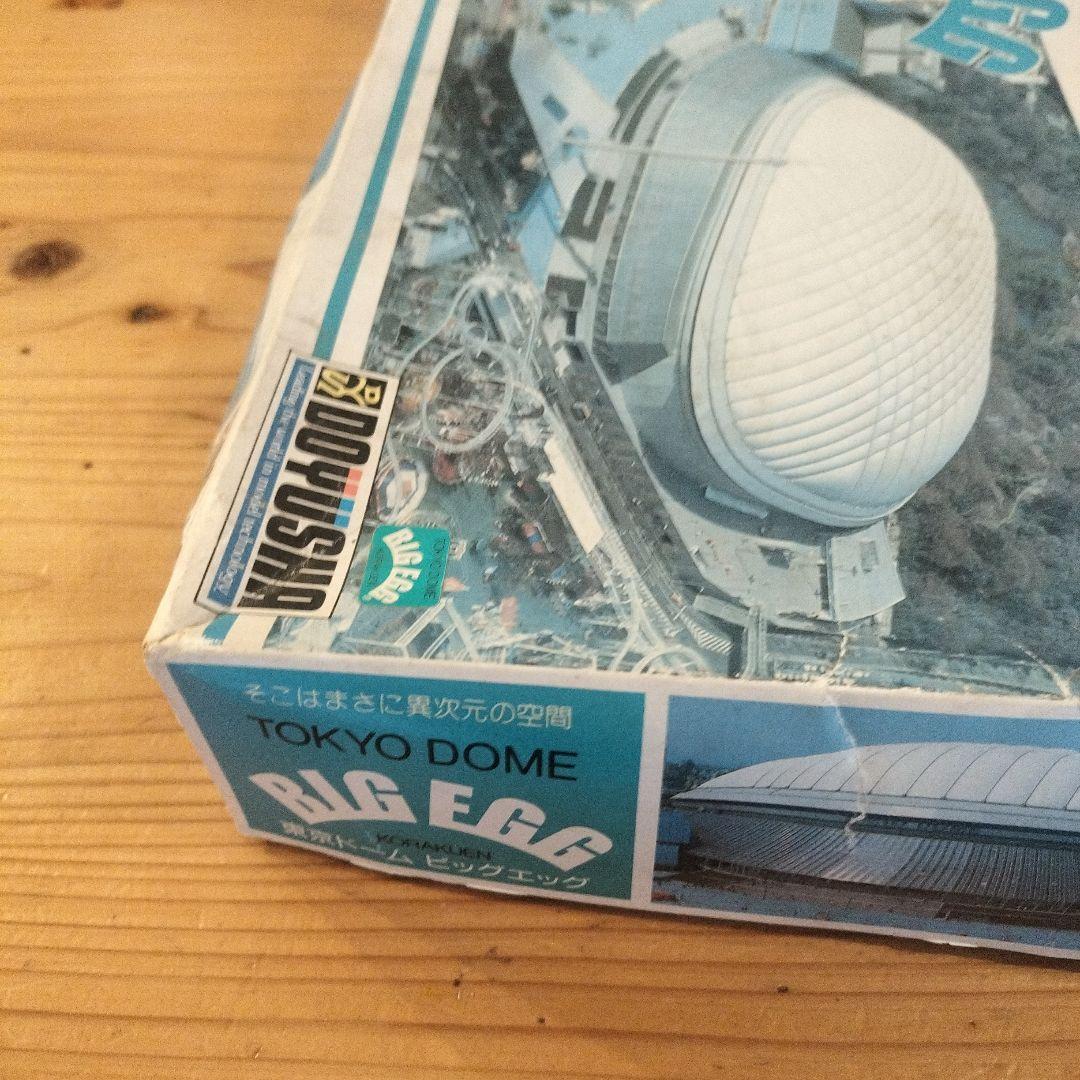 EGG
DOYUSHA
Leading the world in model technology
TOKYO DOME
BIG EGG
そこはまさに異次元の空間
TOKYO DOME
BIG EGG
KORAKUEN
東京ドーム ビッグエッグ